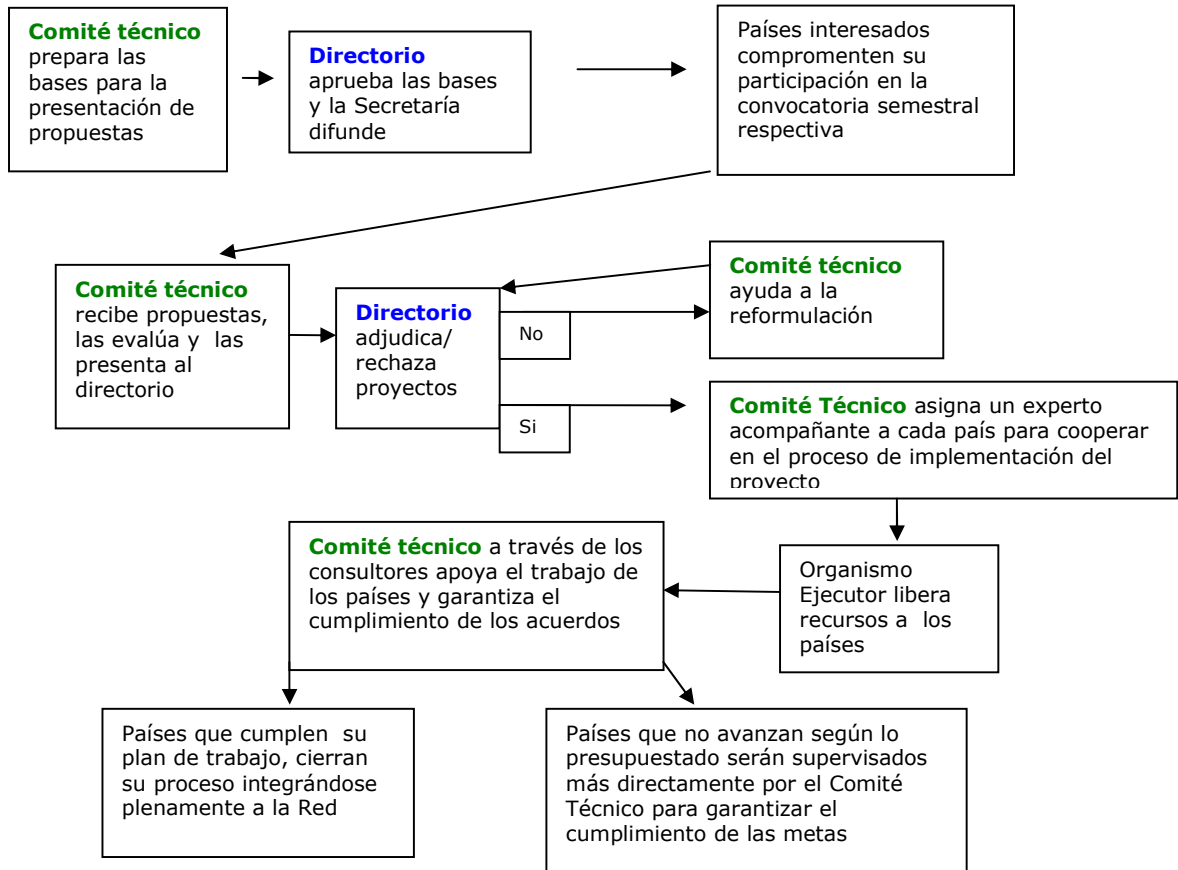 Comité técnico
prepara las
bases para la
presentación de
propuestas
Directorio
aprueba las bases
y la Secretaría
difunde
Países interesados
compromenten su
participación en la
convocatoria semestral
respectiva
Comité técnico
recibe propuestas,
las evalúa y las
presenta al
directorio
Directorio
adjudica/
rechaza
proyectos
No
Si
Comité técnico
ayuda a la
reformulación
Comité Técnico asigna un experto
acompañante a cada país para cooperar
en el proceso de implementación del
proyecto
Organismo
Ejecutor libera
recursos a los
países
Comité técnico a través de los
consultores apoya el trabajo de
los países y garantiza el
cumplimiento de los acuerdos
Países que cumplen su
plan de trabajo, cierran
su proceso integrándose
plenamente a la Red
Países que no avanzan según lo
presupuestado serán supervisados
más directamente por el Comité
Técnico para garantizar el
cumplimiento de las metas